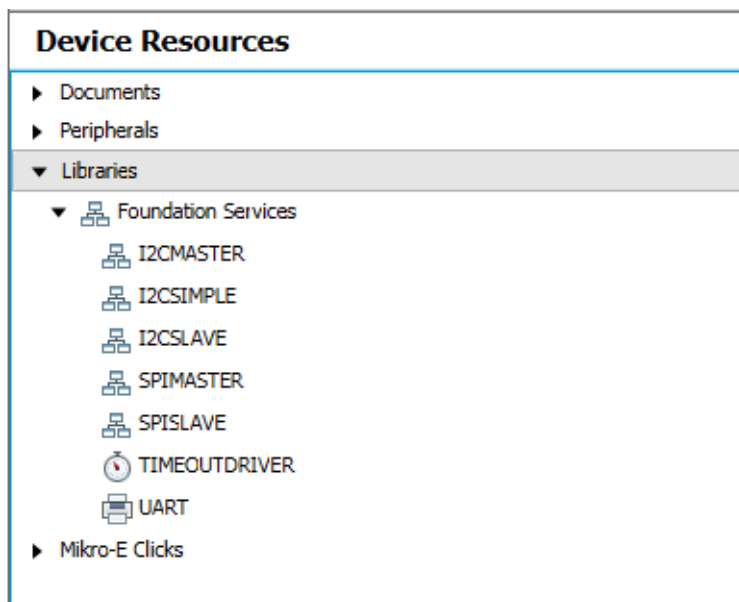 Device Resources
Documents
Peripherals
Libraries
Foundation Services
I2CMASTER
I2CSIMPLE
I2CSLAVE
SPIMASTER
SPISLAVE
TIMEOUTDRIVER
UART
Mikro-E Clicks